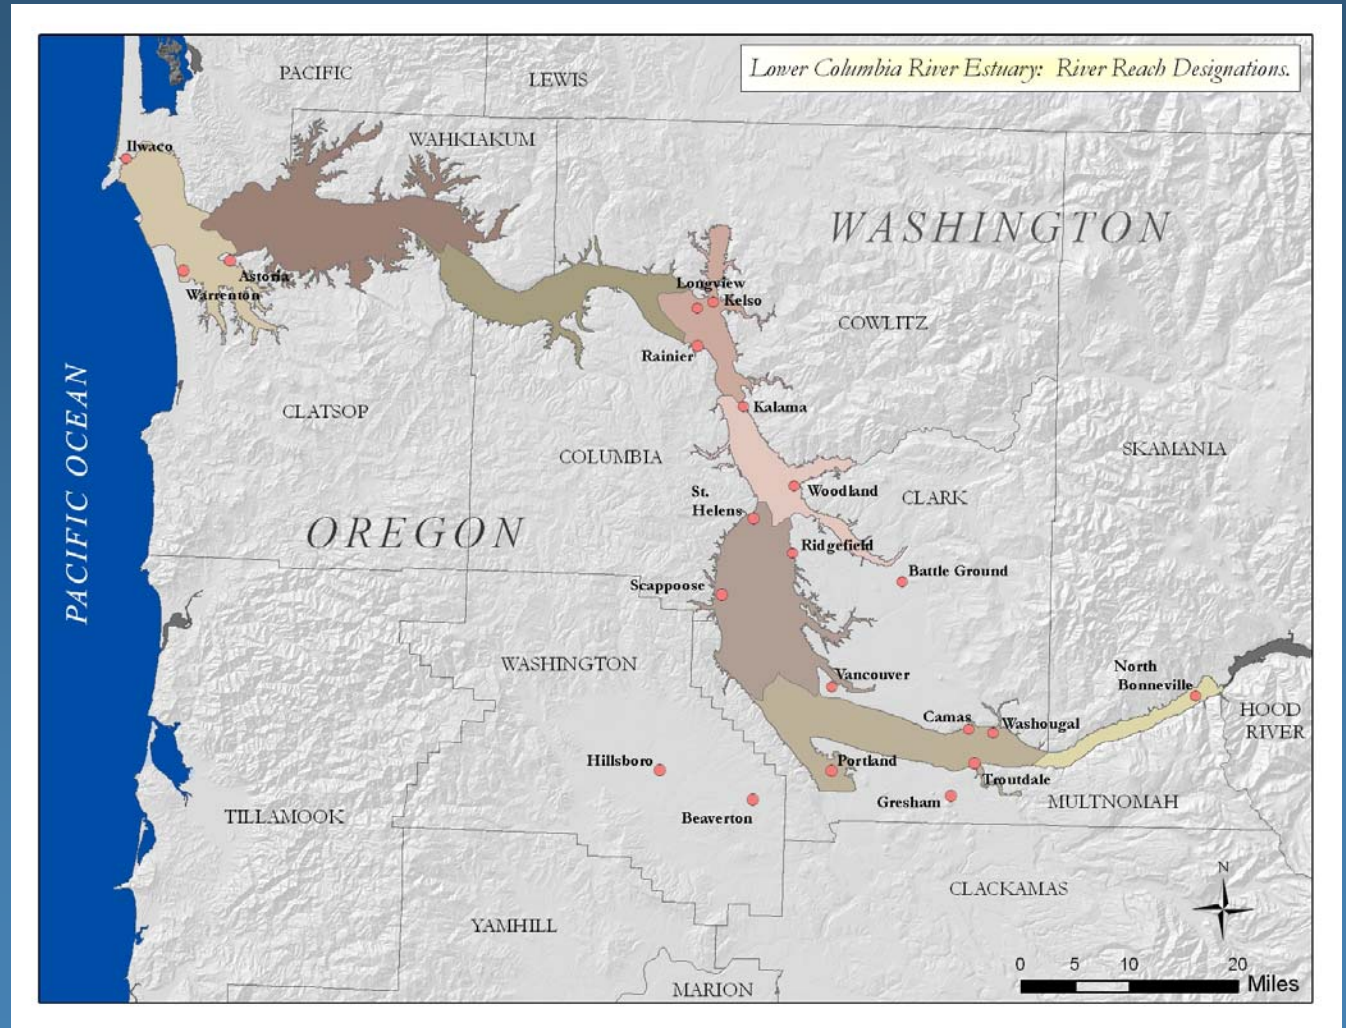 Lower Columbia River Estuary: River Reach Designations.
PACIFIC
LEWIS
WAHKIAKUM
Ilwaco
WASHINGTON
Astoria
Warrenton
Longview
Kelso
COWLITZ
Rainier
PACIFIC OCEAN
CLATSOP
Kalama
COLUMBIA
SKAMANIA
St.
Helens
Woodland
CLARK
OREGON
Ridgefield
Battle Ground
Scappoose
WASHINGTON
Vancouver
North
Bonneville
Camas
Washougal
HOOD
RIVER
Hillsboro
Portland
Troutdale
Gresham
MULTNOMAH
Beaverton
TILLAMOOK
CLACKAMAS
N
YAMHILL
MARION
0 5 10 20
Miles